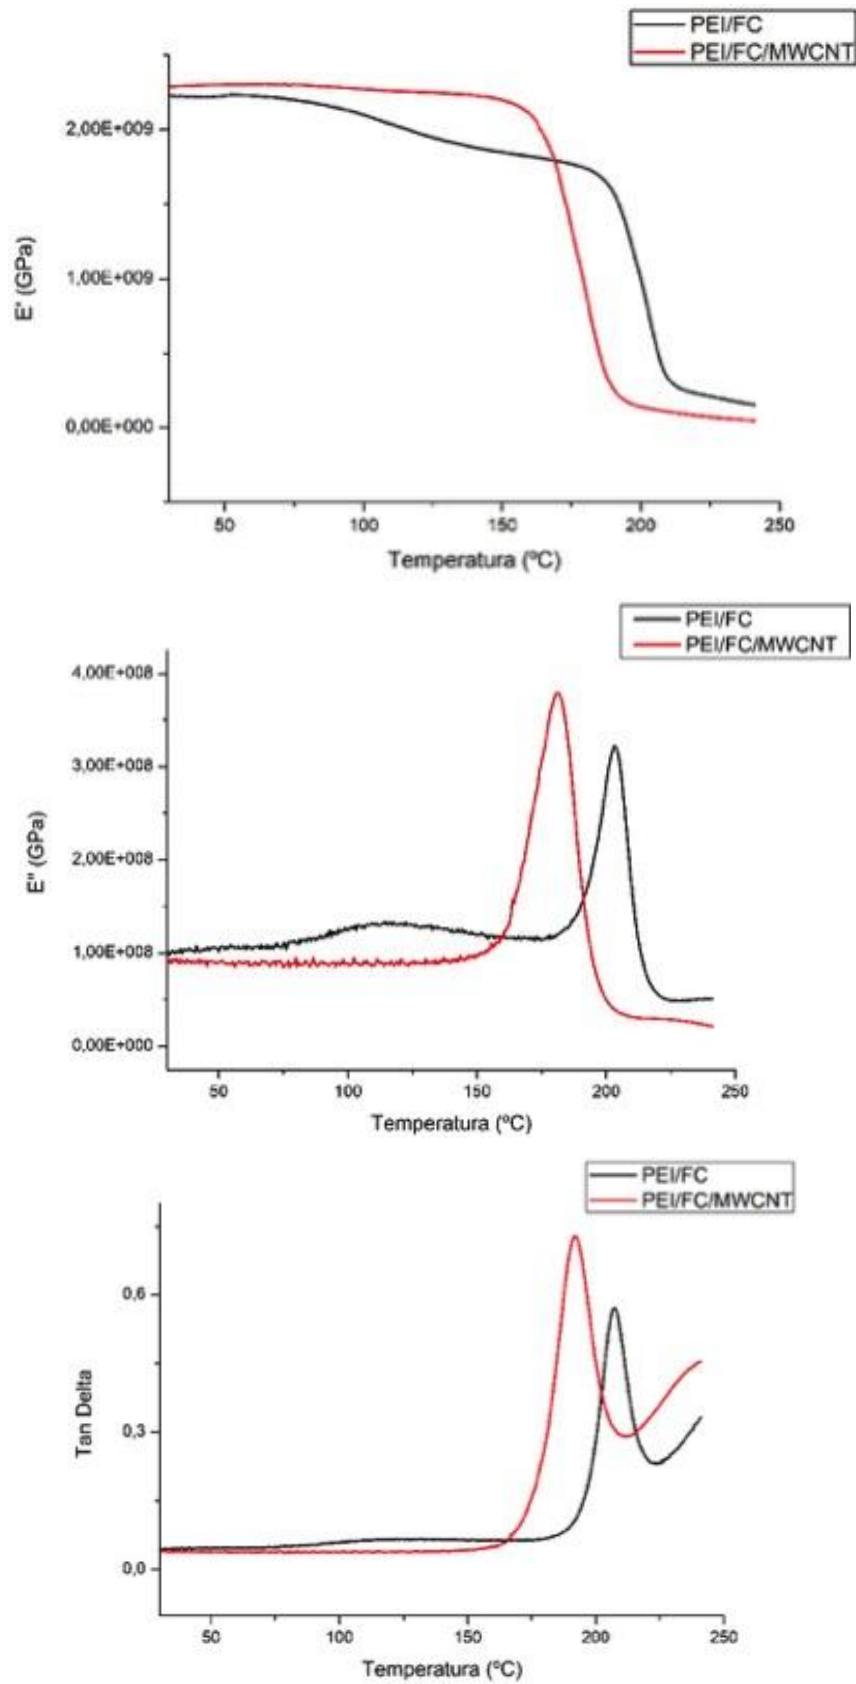 PEI/FC
PEI/FC/MWCNT
2,00E+009
1,00E+009
0,00E+000
E' (GPa)
50 100 150 200 250
Temperatura (ºC)
PEI/FC
PEI/FC/MWCNT
4,00E+008
3,00E+008
2,00E+008
1,00E+008
0,00E+000
E" (GPa)
50 100 150 200 250
Temperatura (ºC)
PEI/FC
PEI/FC/MWCNT
0,6
0,3
0,0
Tan Delta
50 100 150 200 250
Temperatura (ºC)